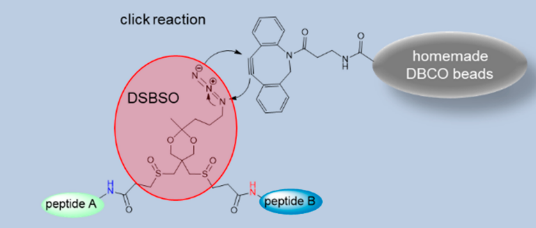 click reaction
O
O
N
N
H
homemade
DBCO beads
N⊖
N⊕
N
DSBSO
O
O
O
S
O
S
H
N
O
H
N
O
peptide A
peptide B